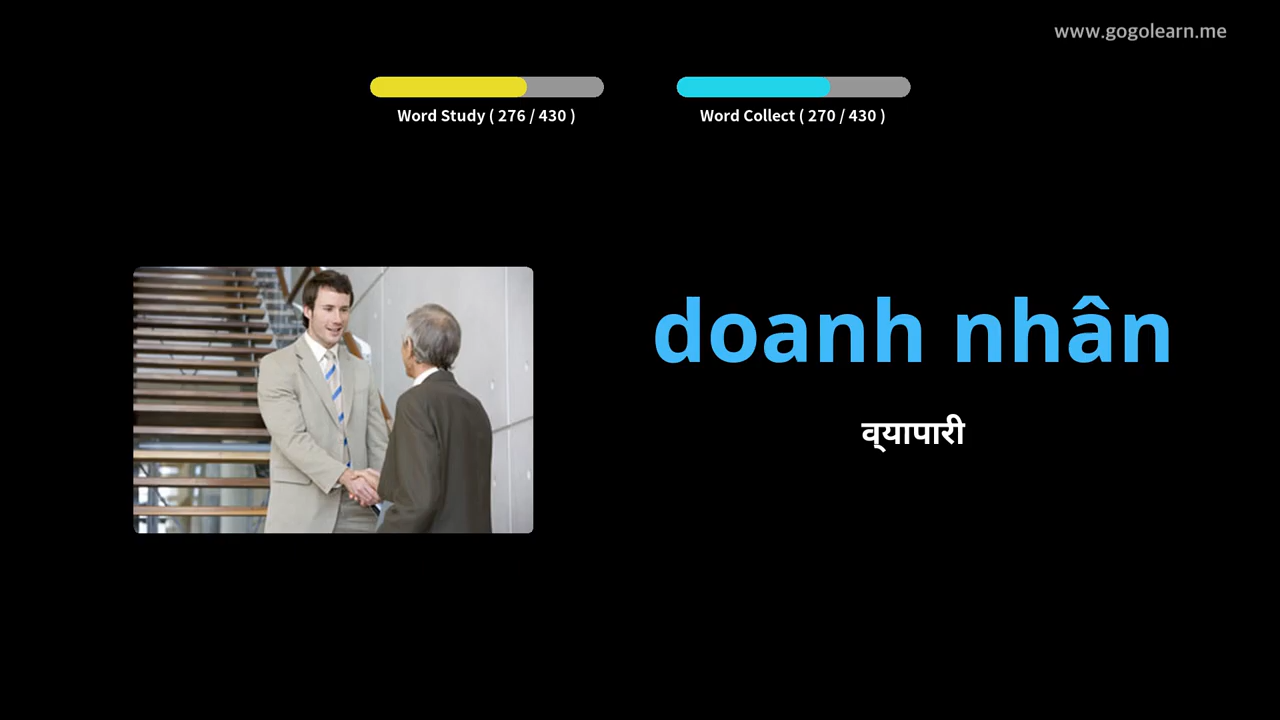 www.gogolearn.me
Word Study ( 276 / 430 )
Word Collect ( 270 / 430 )
doanh nhân
व्यापारी